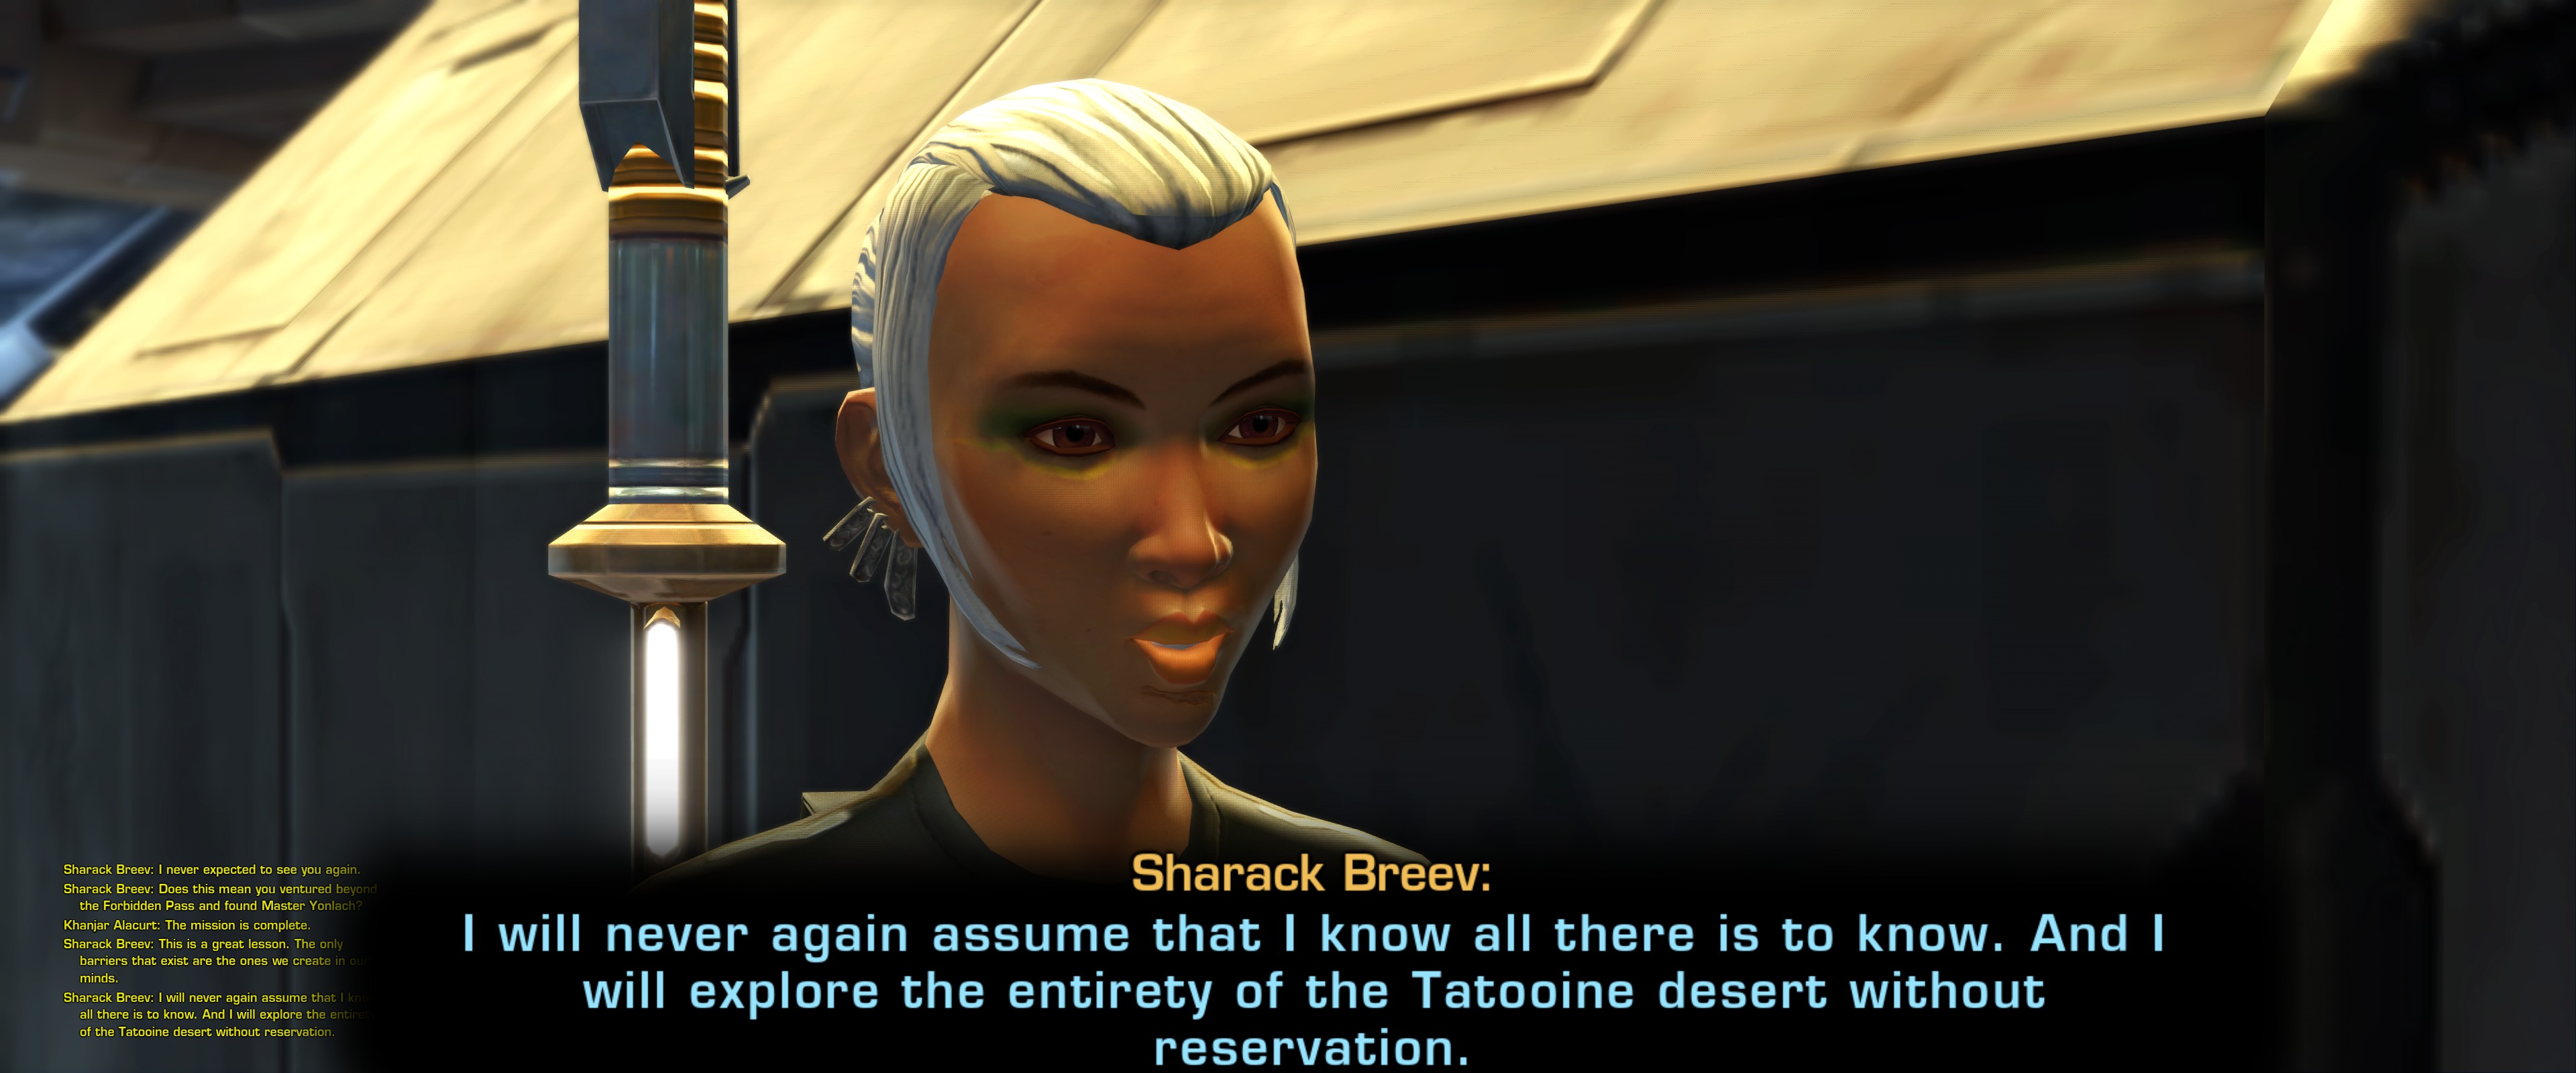 Sharack Breev: I never expected to see you again.
Sharack Breev: Does this mean you ventured beyond
the Forbidden Pass and found Master Yonlach?
Khanjar Alacurt: The mission is complete.
Sharack Breev: This is a great lesson. The only
barriers that exist are the ones we create in our
minds.
Sharack Breev: I will never again assume that I know
all there is to know. And I will explore the entirety
of the Tatooine desert without reservation.
Sharack Breev:
I will never again assume that I know all there is to know. And I
will explore the entirety of the Tatooine desert without
reservation.